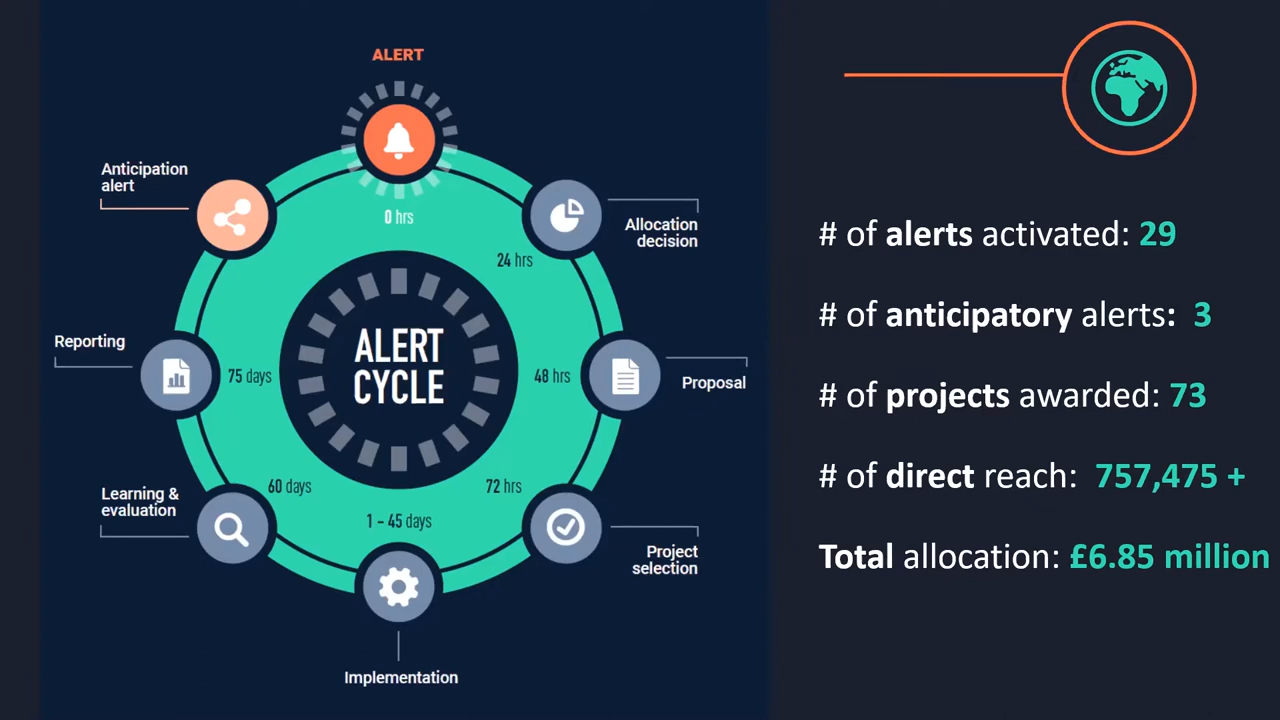 ALERT
Anticipation
alert
0 hrs
Allocation
decision
24 hrs
Reporting
75 days
ALERT
CYCLE
48 hrs
Proposal
Learning &
evaluation
60 days
72 hrs
1 – 45 days
Project
selection
Implementation
# of alerts activated: 29
# of anticipatory alerts: 3
# of projects awarded: 73
# of direct reach: 757,475 +
Total allocation: £6.85 million